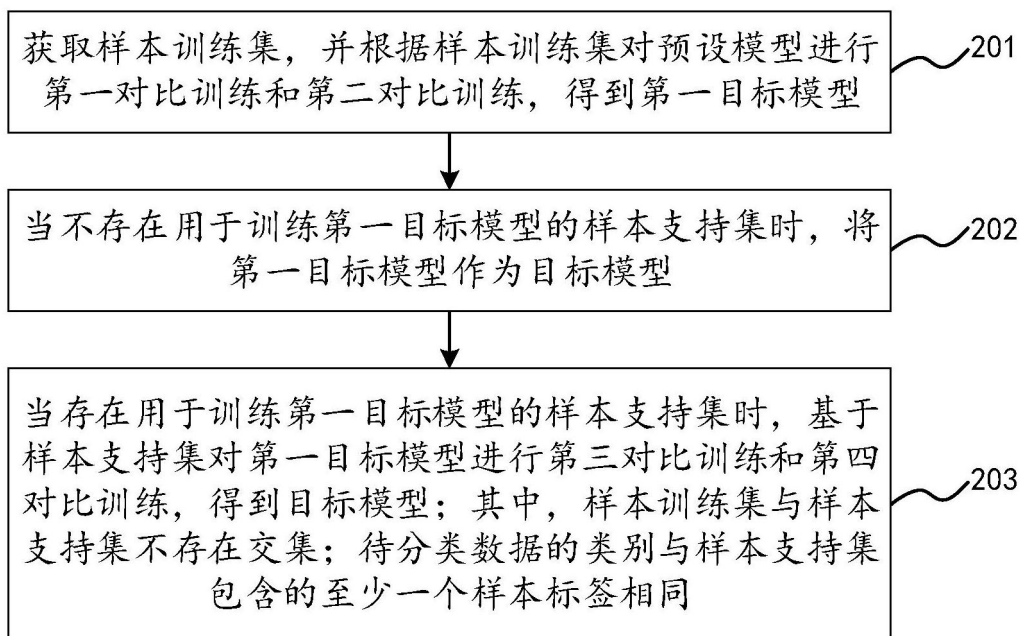 获取样本训练集，并根据样本训练集对预设模型进行
第一对比训练和第二对比训练，得到第一目标模型
201
当不存在用于训练第一目标模型的样本支持集时，将
第一目标模型作为目标模型
202
当存在用于训练第一目标模型的样本支持集时，基于
样本支持集对第一目标模型进行第三对比训练和第四
对比训练，得到目标模型；其中，样本训练集与样本
支持集不存在交集；待分类数据的类别与样本支持集
包含的至少一个样本标签相同
203